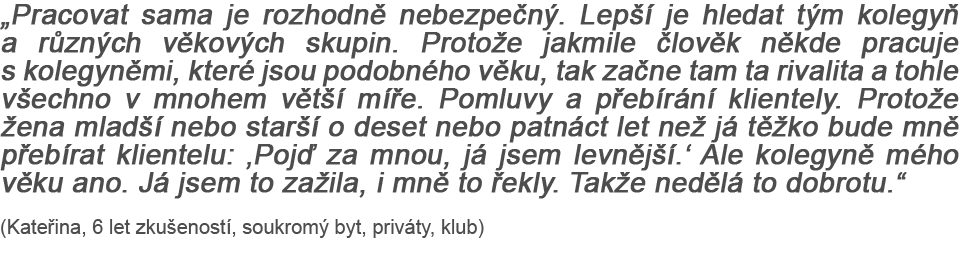 „Pracovat sama je rozhodně nebezpečný. Lepší je hledat tým kolegyň
a různých věkových skupin. Protože jakmile člověk někde pracuje
s kolegyněmi, které jsou podobného věku, tak začne tam ta rivalita a tohle
všechno v mnohem větší míře. Pomluvy a přebírání klientely. Protože
žena mladší nebo starší o deset nebo patnáct let než já těžko bude mně
přebírat klientelu: ‚Pojď za mnou, já jsem levnější.‘ Ale kolegyně mého
věku ano. Já jsem to zažila, i mně to řekly. Takže nedělá to dobrotu.“
(Kateřina, 6 let zkušeností, soukromý byt, priváty, klub)